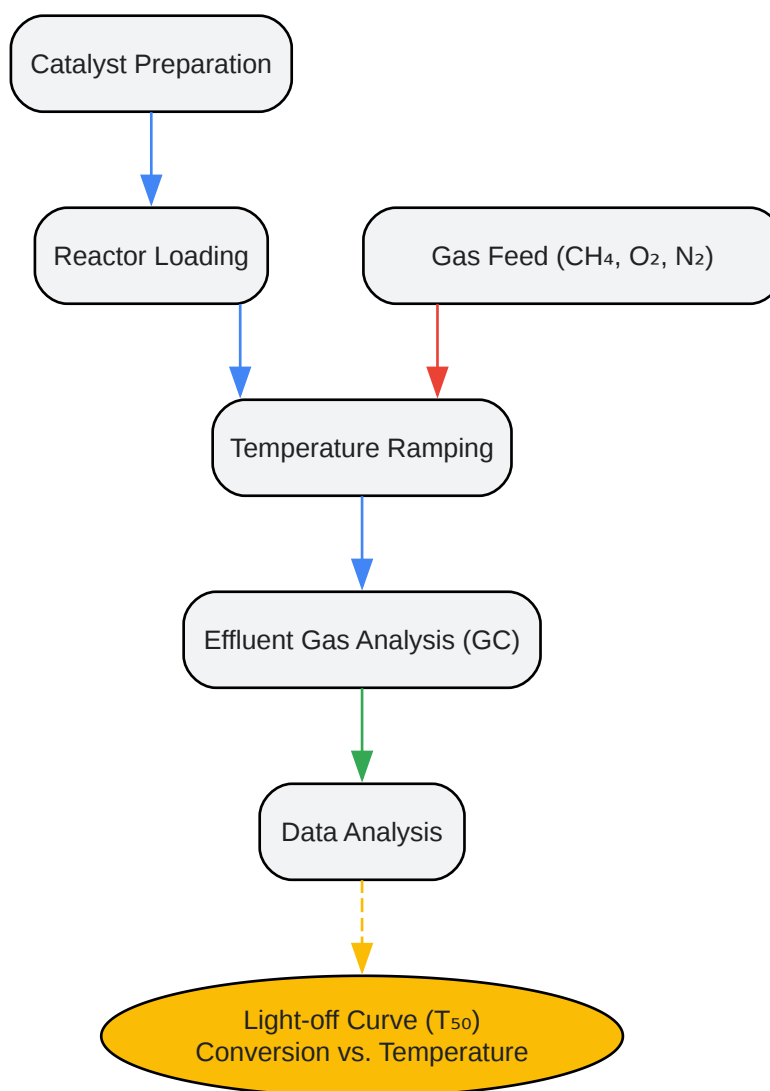 Catalyst Preparation
Reactor Loading
Gas Feed (CH₄, O₂, N₂)
Temperature Ramping
Effluent Gas Analysis (GC)
Data Analysis
Light-off Curve (T₅₀)
Conversion vs. Temperature